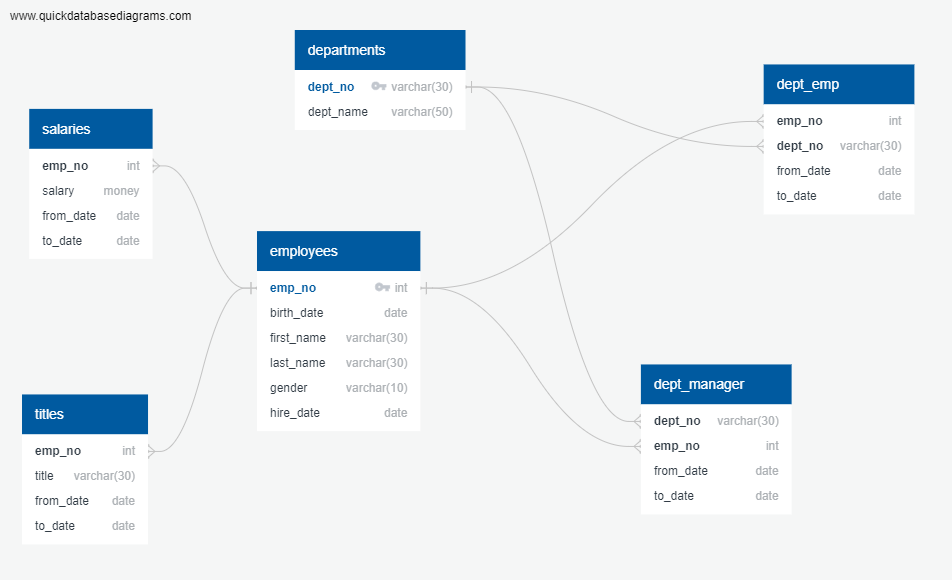 www.quickdatabasediagrams.com
departments
dept_no varchar(30)
dept_name varchar(50)
dept_emp
emp_no int
dept_no varchar(30)
from_date date
to_date date
salaries
emp_no int
salary money
from_date date
to_date date
employees
emp_no int
birth_date date
first_name varchar(30)
last_name varchar(30)
gender varchar(10)
hire_date date
titles
emp_no int
title varchar(30)
from_date date
to_date date
dept_manager
dept_no varchar(30)
emp_no int
from_date date
to_date date